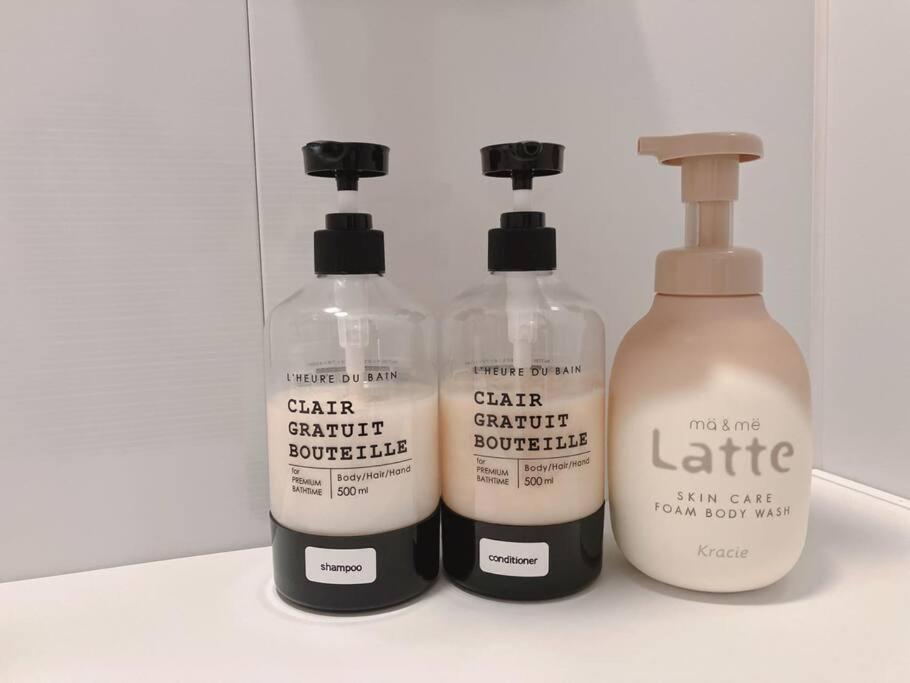 L'HEURE DU BAIN
CLAIR
GRATUIT
BOUTEILLE
for
PREMIUM
BATHTIME
Body/Hair/Hand
500 ml
shampoo
L'HEURE DU BAIN
CLAIR
GRATUIT
BOUTEILLE
for
PREMIUM
BATHTIME
Body/Hair/Hand
500 ml
conditioner
mä & më
Latte
SKIN CARE
FOAM BODY WASH
Kracie